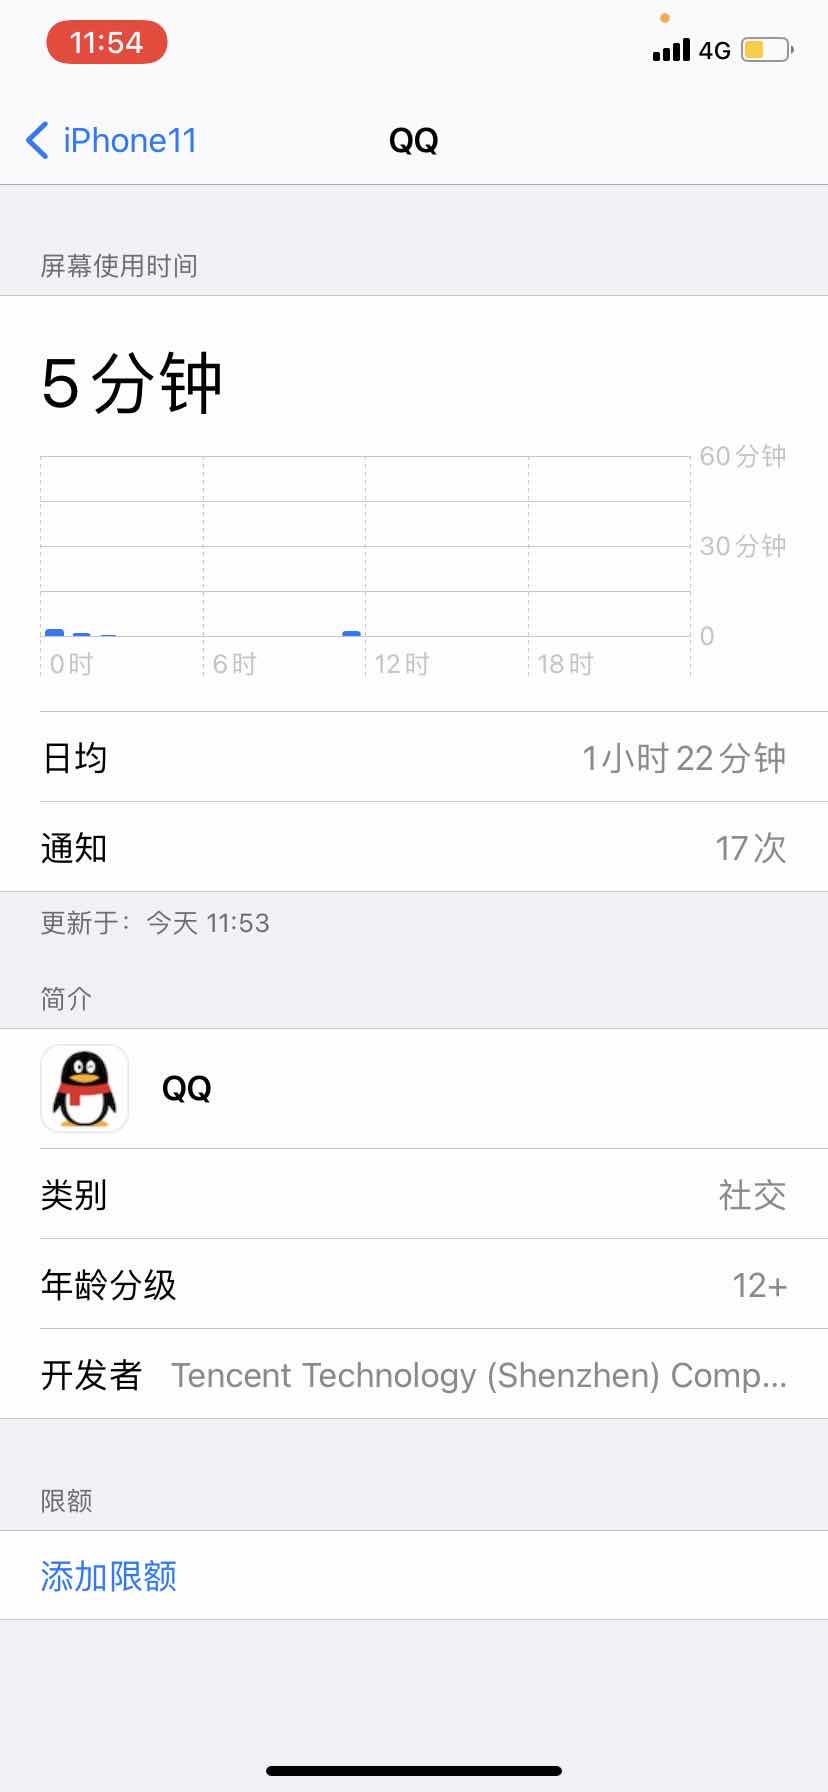 11:54
4G
iPhone11
QQ
屏幕使用时间
5分钟
60分钟
30分钟
0
0时 6时 12时 18时
日均 1小时22分钟
通知 17次
更新于：今天 11:53
简介
QQ
类别 社交
年龄分级 12+
开发者 Tencent Technology (Shenzhen) Comp...
限额
添加限额